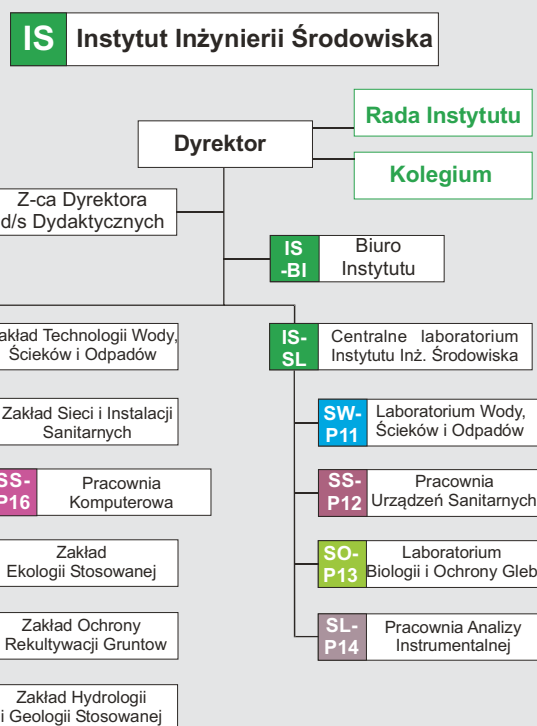 IS Instytut Inżynierii Środowiska
Rada Instytutu
Dyrektor
Kolegium
Z-ca Dyrektora
d/s Dydaktycznych
IS
-BI
Biuro
Instytutu
akład Technologii Wody,
Ścieków i Odpadów
IS-
SL
Centralne laboratorium
Instytutu Inż. Środowiska
Zakład Sieci i Instalacji
Sanitarnych
SW-
P11
Laboratorium Wody,
Ścieków i Odpadów
SS-
P16
Pracownia
Komputerowa
SS-
P12
Pracownia
Urządzeń Sanitarnych
Zakład
Ekologii Stosowanej
SO-
P13
Laboratorium
Biologii i Ochrony Gleb
Zakład Ochrony
Rekultywacji Gruntow
SL-
P14
Pracownia Analizy
Instrumentalnej
Zakład Hydrologii
i Geologii Stosowanej